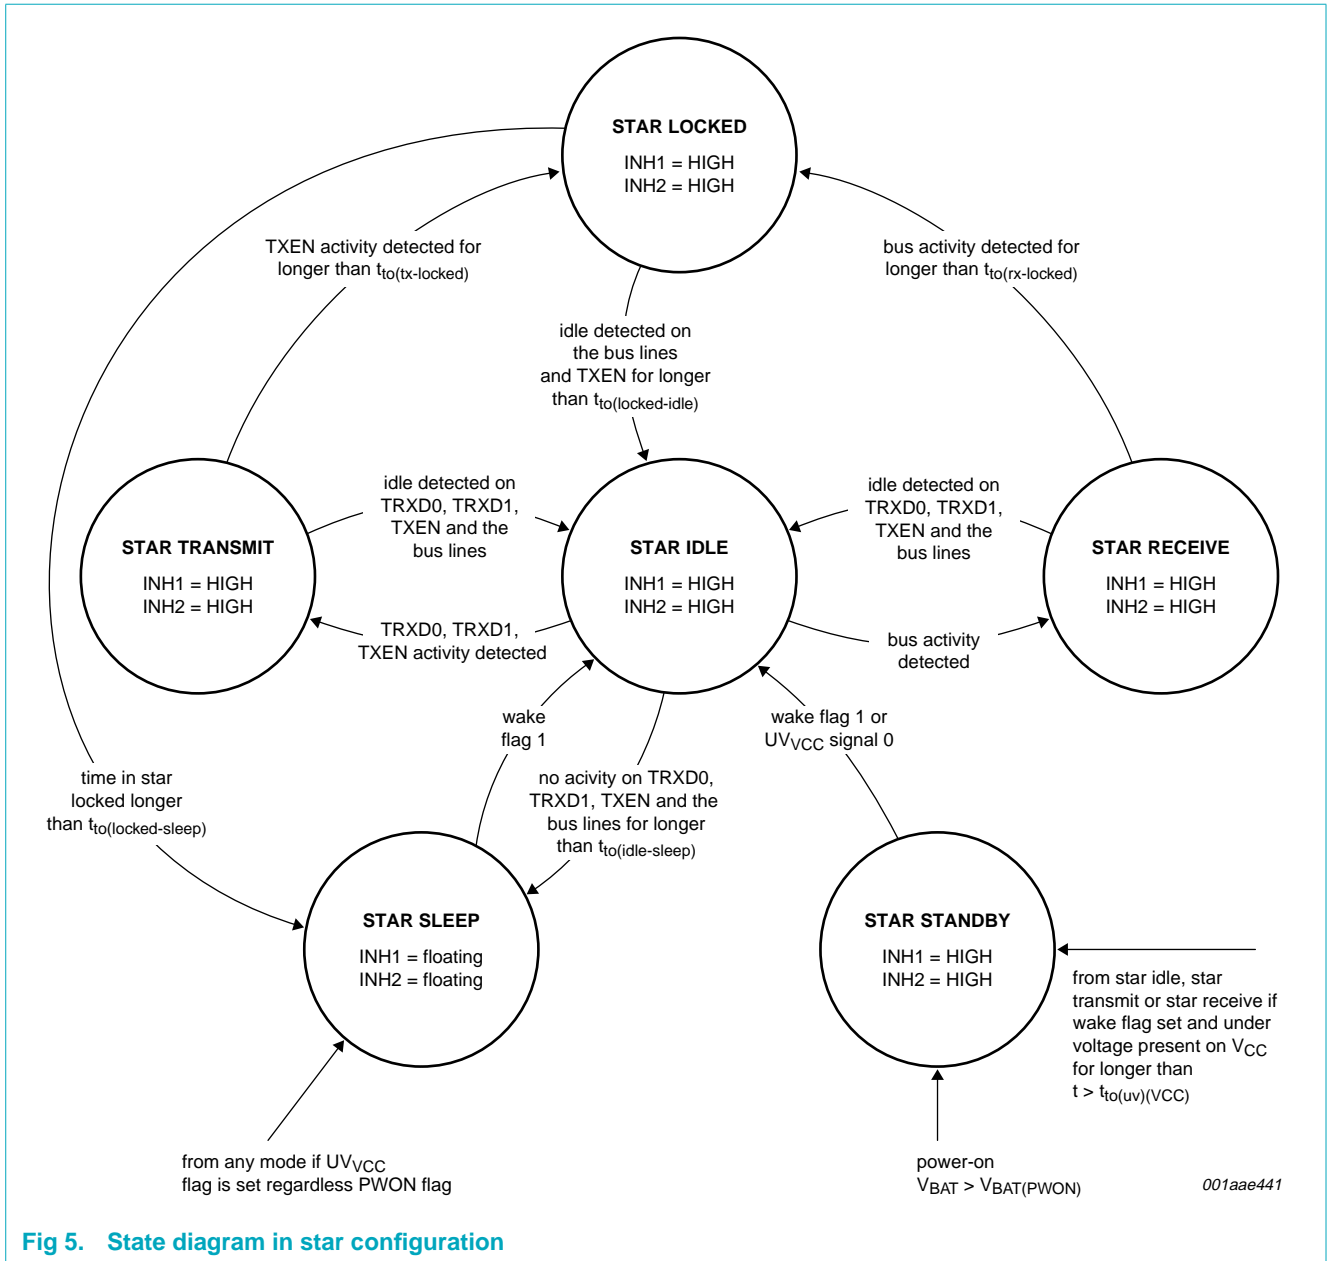 STAR LOCKED
INH1 = HIGH
INH2 = HIGH
TXEN activity detected for
longer than tto(tx-locked)
bus activity detected for
longer than tto(rx-locked)
idle detected on
the bus lines
and TXEN for longer
than tto(locked-idle)
idle detected on
TRXD0, TRXD1,
TXEN and the
bus lines
idle detected on
TRXD0, TRXD1,
TXEN and the
bus lines
STAR TRANSMIT
INH1 = HIGH
INH2 = HIGH
STAR IDLE
INH1 = HIGH
INH2 = HIGH
STAR RECEIVE
INH1 = HIGH
INH2 = HIGH
TRXD0, TRXD1,
TXEN activity detected
bus activity
detected
wake
flag 1
wake flag 1 or
UVVCC signal 0
time in star
locked longer
than tto(locked-sleep)
no acivity on TRXD0,
TRXD1, TXEN and the
bus lines for longer
than tto(idle-sleep)
STAR SLEEP
INH1 = floating
INH2 = floating
STAR STANDBY
INH1 = HIGH
INH2 = HIGH
from star idle, star
transmit or star receive if
wake flag set and under
voltage present on VCC
for longer than
t > tto(uv)(VCC)
from any mode if UVVCC
flag is set regardless PWON flag
power-on
VBAT > VBAT(PWON)
001aae441
Fig 5. State diagram in star configuration